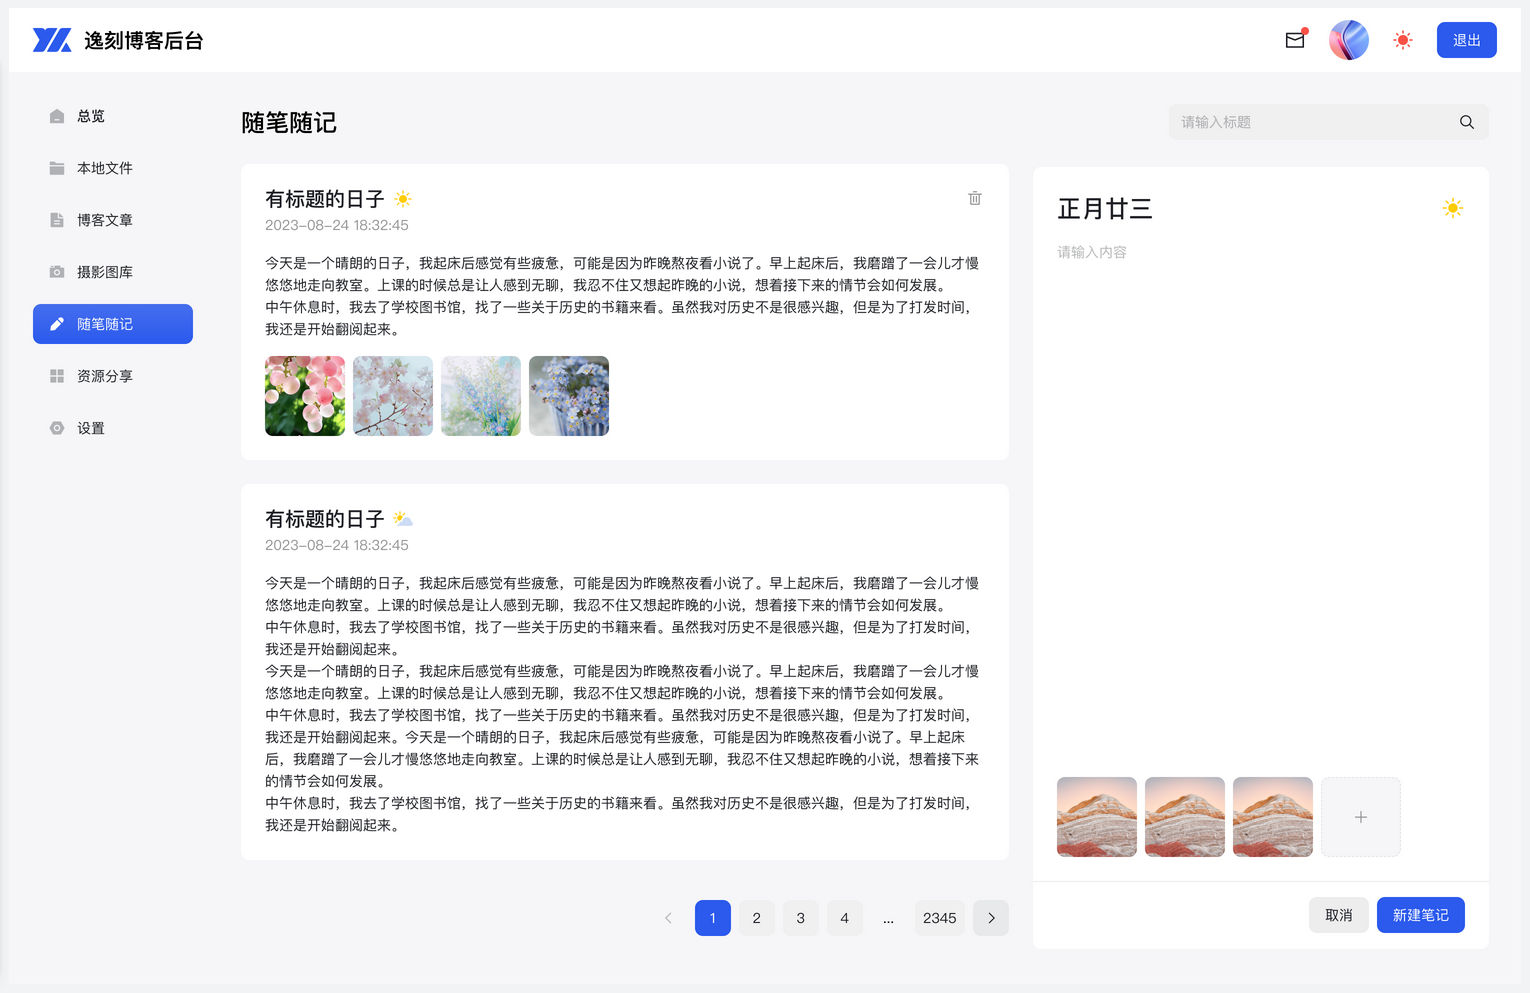 逸刻博客后台
退出
总览
本地文件
博客文章
摄影图库
随笔随记
资源分享
设置
随笔随记
请输入标题
有标题的日子
2023-08-24 18:32:45
今天是一个晴朗的日子，我起床后感觉有些疲惫，可能是因为昨晚熬夜看小说了。早上起床后，我磨蹭了一会儿才慢
悠悠地走向教室。上课的时候总是让人感到无聊，我忍不住又想起昨晚的小说，想着接下来的情节会如何发展。
中午休息时，我去了学校图书馆，找了一些关于历史的书籍来看。虽然我对历史不是很感兴趣，但是为了打发时间，
我还是开始翻阅起来。
有标题的日子
2023-08-24 18:32:45
今天是一个晴朗的日子，我起床后感觉有些疲惫，可能是因为昨晚熬夜看小说了。早上起床后，我磨蹭了一会儿才慢
悠悠地走向教室。上课的时候总是让人感到无聊，我忍不住又想起昨晚的小说，想着接下来的情节会如何发展。
中午休息时，我去了学校图书馆，找了一些关于历史的书籍来看。虽然我对历史不是很感兴趣，但是为了打发时间，
我还是开始翻阅起来。
今天是一个晴朗的日子，我起床后感觉有些疲惫，可能是因为昨晚熬夜看小说了。早上起床后，我磨蹭了一会儿才慢
悠悠地走向教室。上课的时候总是让人感到无聊，我忍不住又想起昨晚的小说，想着接下来的情节会如何发展。
中午休息时，我去了学校图书馆，找了一些关于历史的书籍来看。虽然我对历史不是很感兴趣，但是为了打发时间，
我还是开始翻阅起来。今天是一个晴朗的日子，我起床后感觉有些疲惫，可能是因为昨晚熬夜看小说了。早上起床
后，我磨蹭了一会儿才慢悠悠地走向教室。上课的时候总是让人感到无聊，我忍不住又想起昨晚的小说，想着接下来
的情节会如何发展。
中午休息时，我去了学校图书馆，找了一些关于历史的书籍来看。虽然我对历史不是很感兴趣，但是为了打发时间，
我还是开始翻阅起来。
1 2 3 4 ... 2345
正月廿三
请输入内容
取消
新建笔记